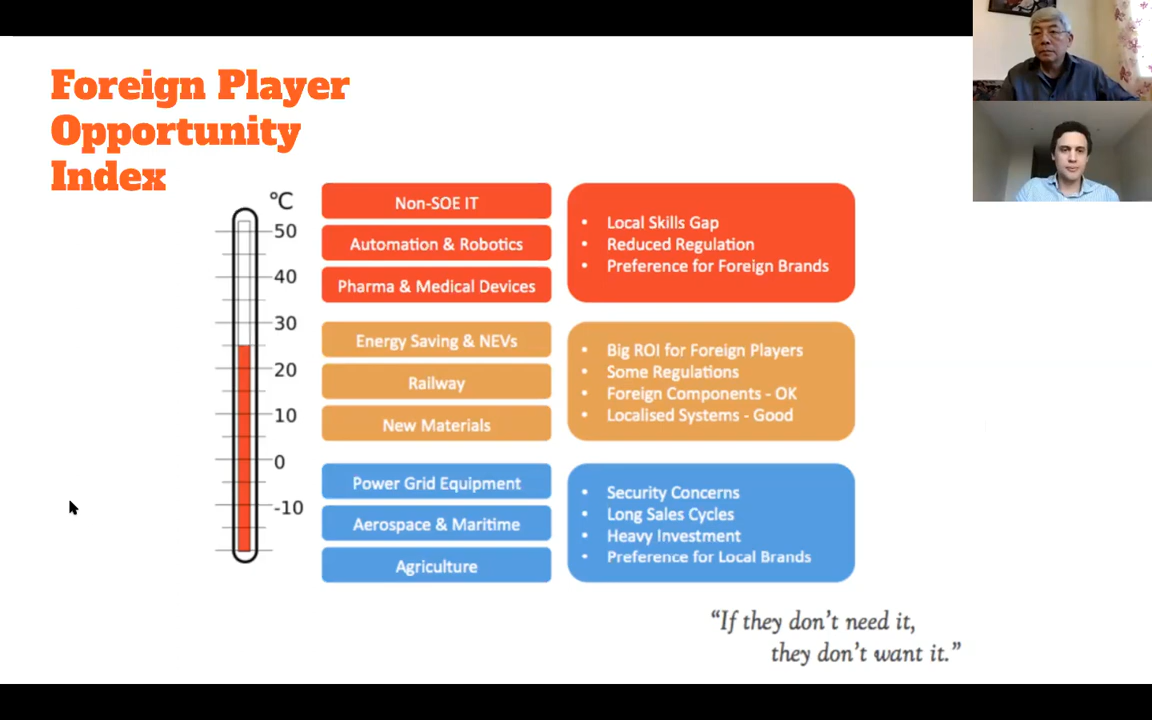 Foreign Player
Opportunity
Index
°C
50
40
30
20
10
0
-10
Non-SOE IT
Automation & Robotics
Pharma & Medical Devices
• Local Skills Gap
• Reduced Regulation
• Preference for Foreign Brands
Energy Saving & NEVs
Railway
New Materials
• Big ROI for Foreign Players
• Some Regulations
• Foreign Components - OK
• Localised Systems - Good
Power Grid Equipment
Aerospace & Maritime
Agriculture
• Security Concerns
• Long Sales Cycles
• Heavy Investment
• Preference for Local Brands
“If they don’t need it,
they don’t want it.”